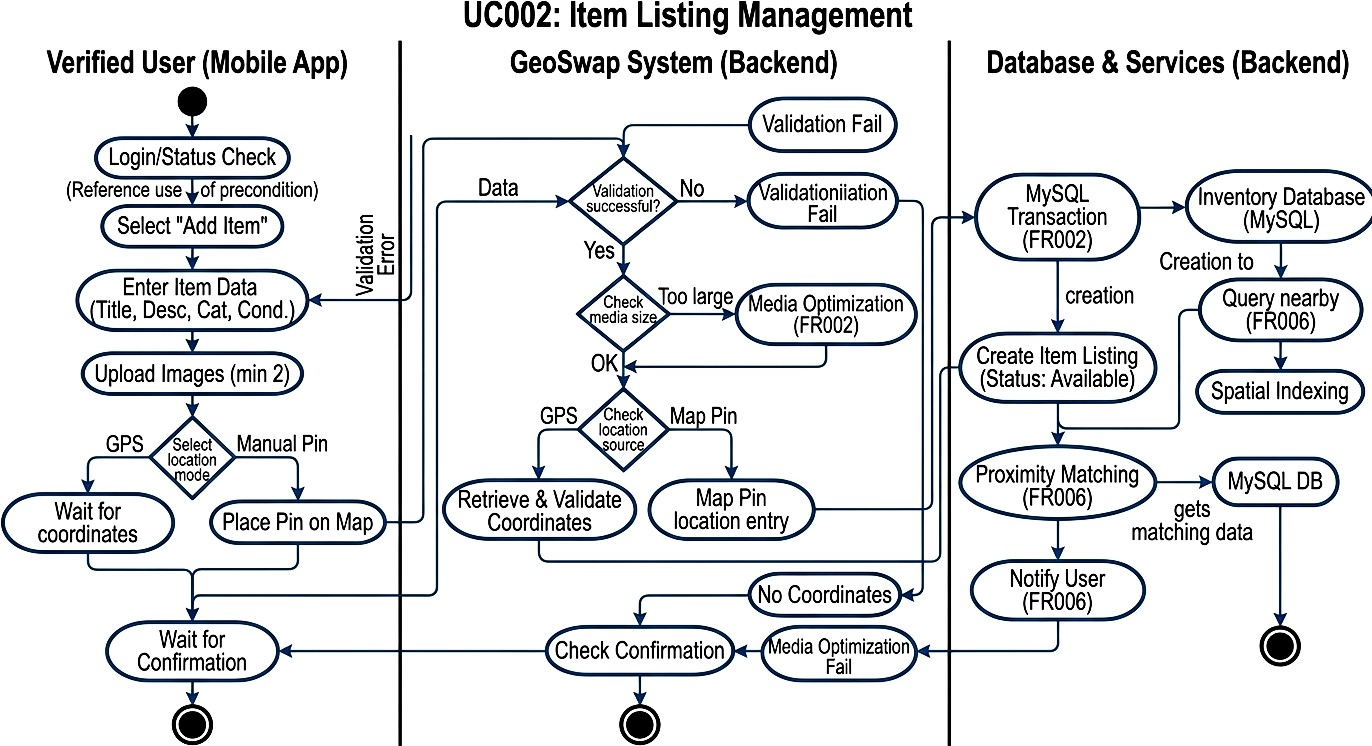 UC002: Item Listing Management
Verified User (Mobile App)
GeoSwap System (Backend)
Database & Services (Backend)
Login/Status Check
(Reference use of precondition)
Select "Add Item"
Enter Item Data
(Title, Desc, Cat, Cond.)
Upload Images (min 2)
Select
location
mode
GPS
Manual Pin
Wait for
coordinates
Place Pin on Map
Wait for
Confirmation
Validation
Error
Data
Validation Fail
Validation
successful?
No
Validationiilation
Fail
Yes
Check
media size
Too large
Media Optimization
(FR002)
OK
Check
location
source
GPS
Map Pin
Retrieve & Validate
Coordinates
Map Pin
location entry
No Coordinates
Check Confirmation
Media Optimization
Fail
MySQL
Transaction
(FR002)
Inventory Database
(MySQL)
Creation to
creation
Query nearby
(FR006)
Create Item Listing
(Status: Available)
Spatial Indexing
Proximity Matching
(FR006)
MySQL DB
gets
matching data
Notify User
(FR006)